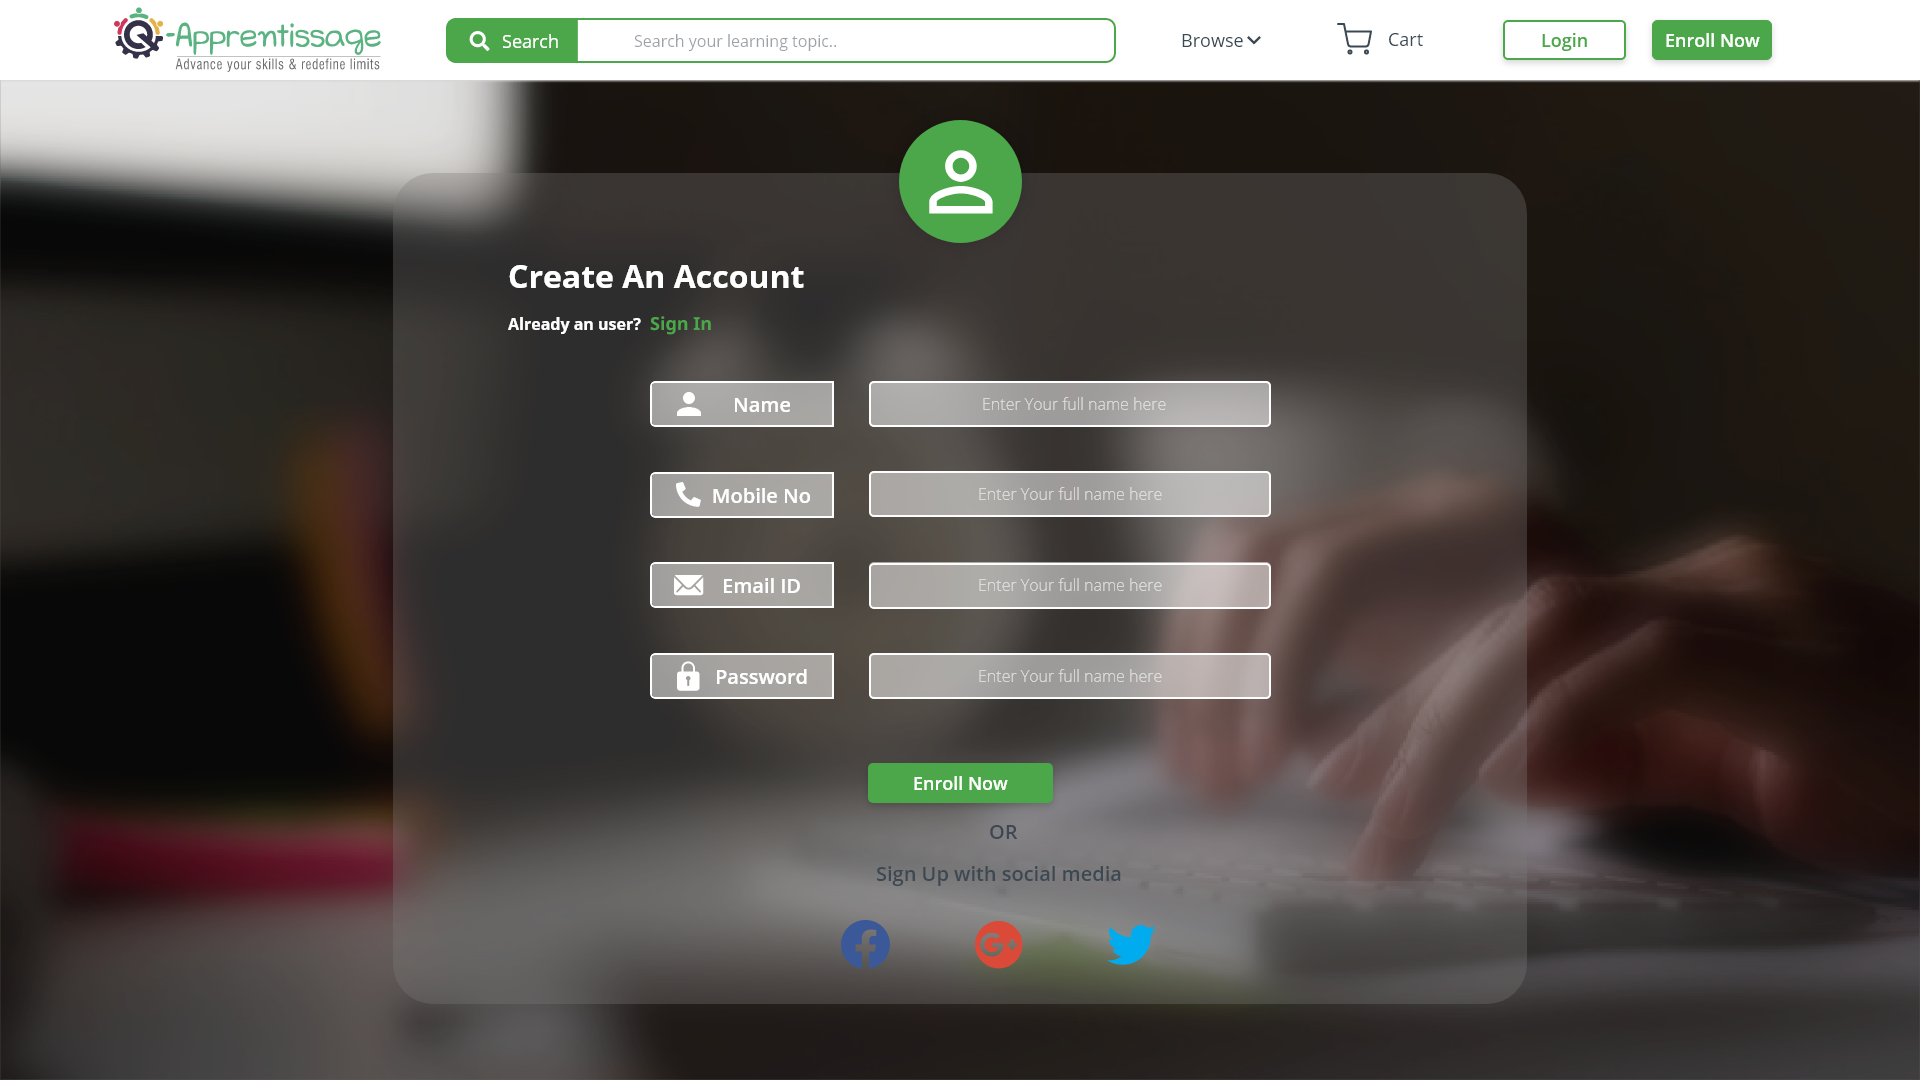 Q-Apprentissage
Advance your skills & redefine limits
Search
Search your learning topic..
Browse
Cart
Login
Enroll Now
Create An Account
Already an user? Sign In
Name
Enter Your full name here
Mobile No
Enter Your full name here
Email ID
Enter Your full name here
Password
Enter Your full name here
Enroll Now
OR
Sign Up with social media